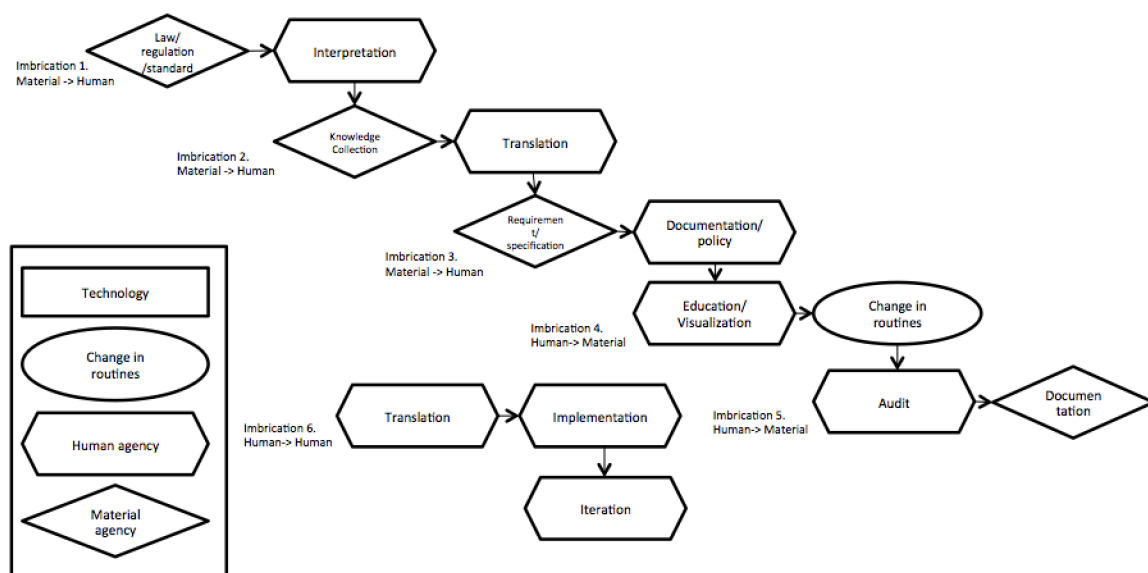 Law/
regulation
/standard
Interpretation
Imbrication 1.
Material -> Human
Knowledge
Collection
Translation
Imbrication 2.
Material -> Human
Requiremen
t/
specification
Documentation/
policy
Imbrication 3.
Material -> Human
Education/
Visualization
Change in
routines
Imbrication 4.
Human-> Material
Audit
Documen
tation
Imbrication 5.
Human-> Material
Translation
Implementation
Imbrication 6.
Human-> Human
Iteration
Technology
Change in
routines
Human agency
Material
agency